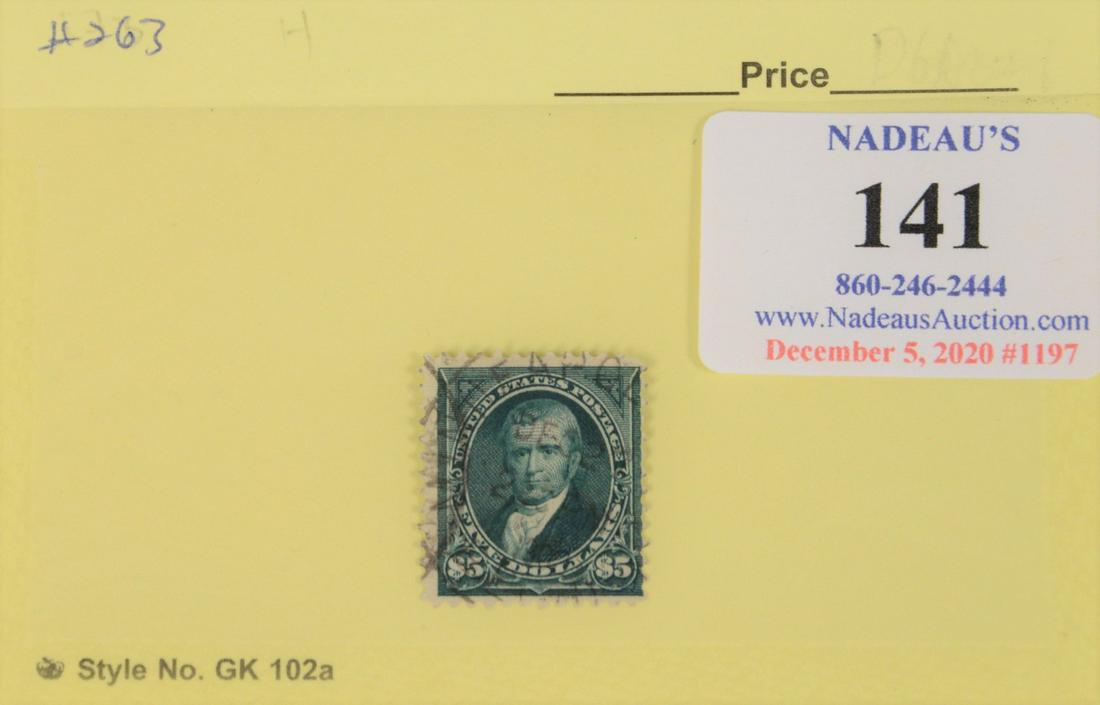 #263 H
Price
NADEAU'S
141
860-246-2444
www.NadeausAuction.com
December 5, 2020 #1197
UNITED STATES POSTAGE
FIVE DOLLARS
$5 $5
Style No. GK 102a